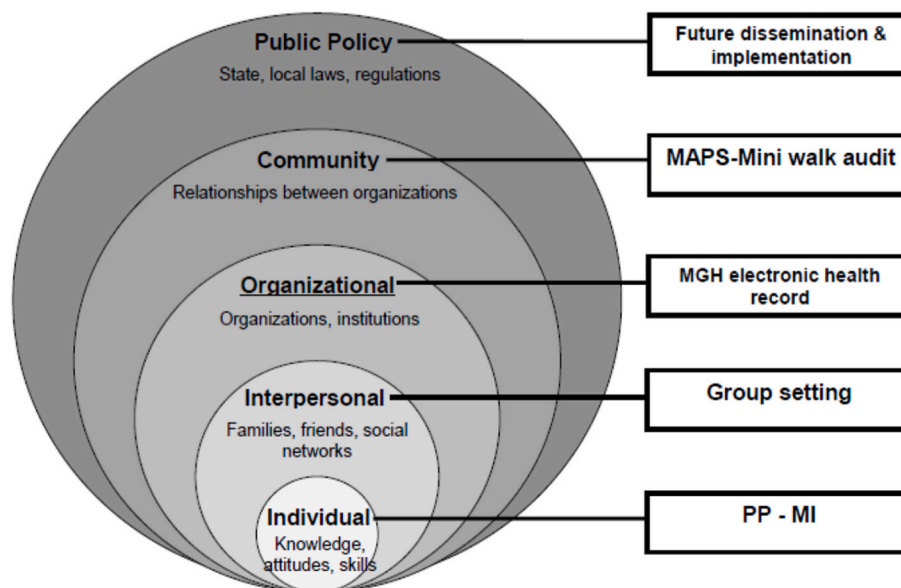 Public Policy
State, local laws, regulations
Future dissemination &
implementation
Community
Relationships between organizations
MAPS-Mini walk audit
Organizational
Organizations, institutions
MGH electronic health
record
Interpersonal
Families, friends, social
networks
Group setting
Individual
Knowledge,
attitudes, skills
PP - MI